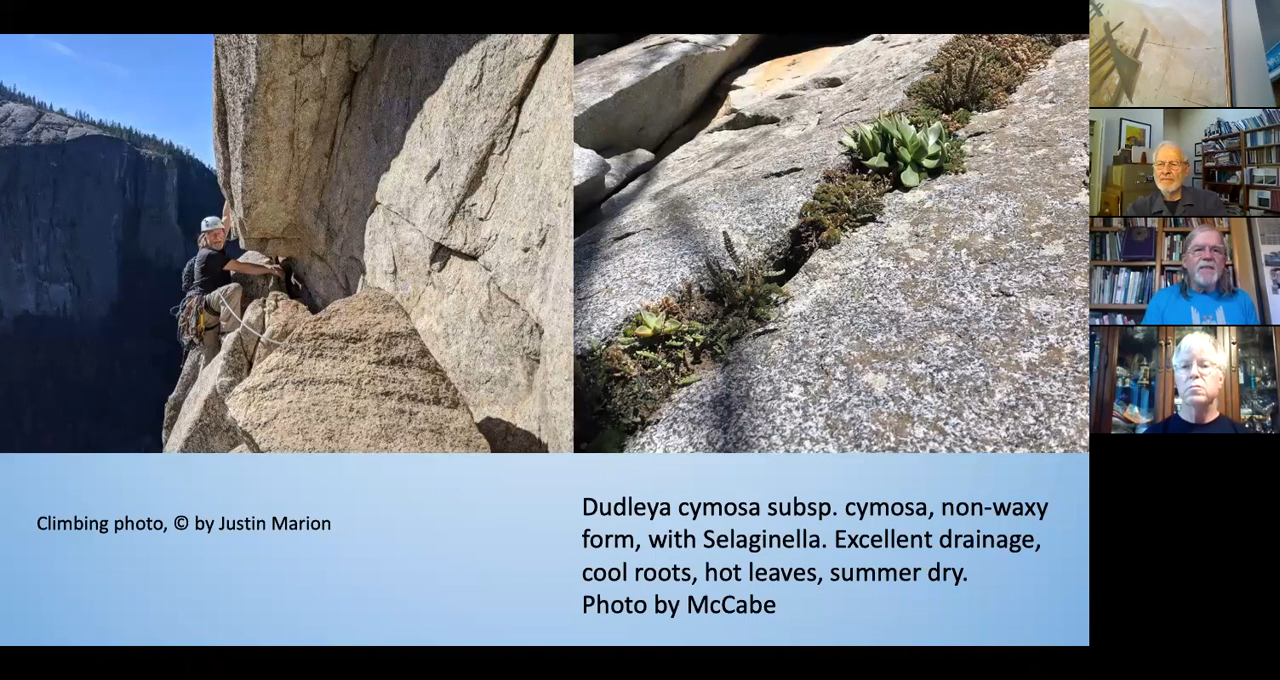 Climbing photo, © by Justin Marion
Dudleya cymosa subsp. cymosa, non-waxy
form, with Selaginella. Excellent drainage,
cool roots, hot leaves, summer dry.
Photo by McCabe